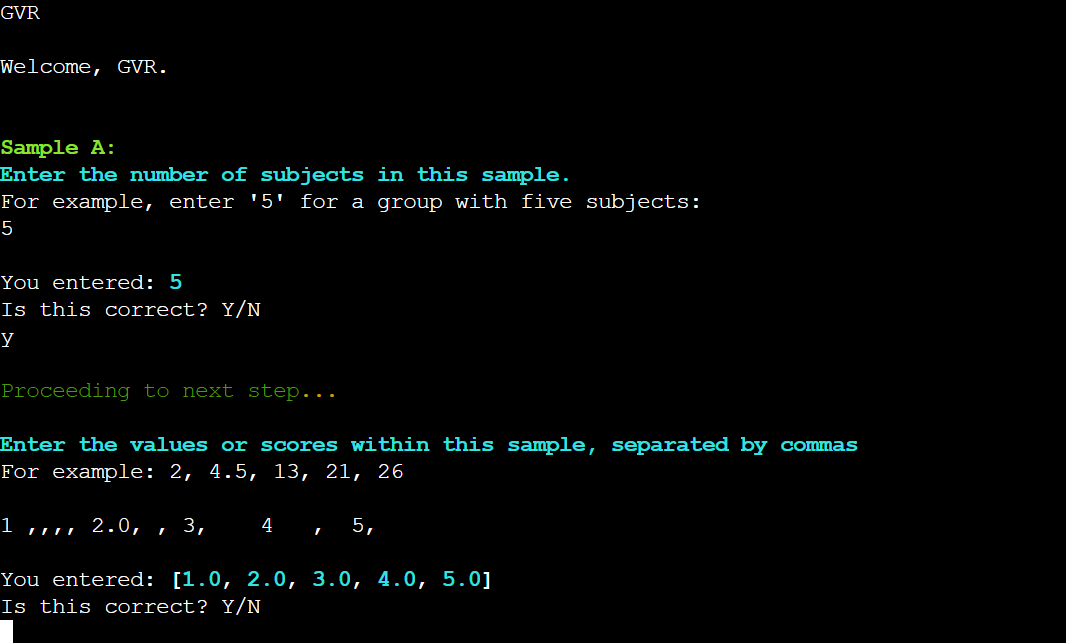 GVR
Welcome, GVR.
Sample A:
Enter the number of subjects in this sample.
For example, enter '5' for a group with five subjects:
5
You entered: 5
Is this correct? Y/N
y
Proceeding to next step...
Enter the values or scores within this sample, separated by commas
For example: 2, 4.5, 13, 21, 26
1 ,,,, 2.0, , 3,    4   ,  5,
You entered: [1.0, 2.0, 3.0, 4.0, 5.0]
Is this correct? Y/N